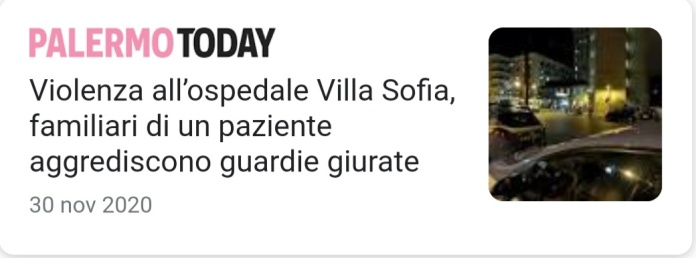 PALERMOTODAY
Violenza all’ospedale Villa Sofia,
familiari di un paziente
aggrediscono guardie giurate
30 nov 2020